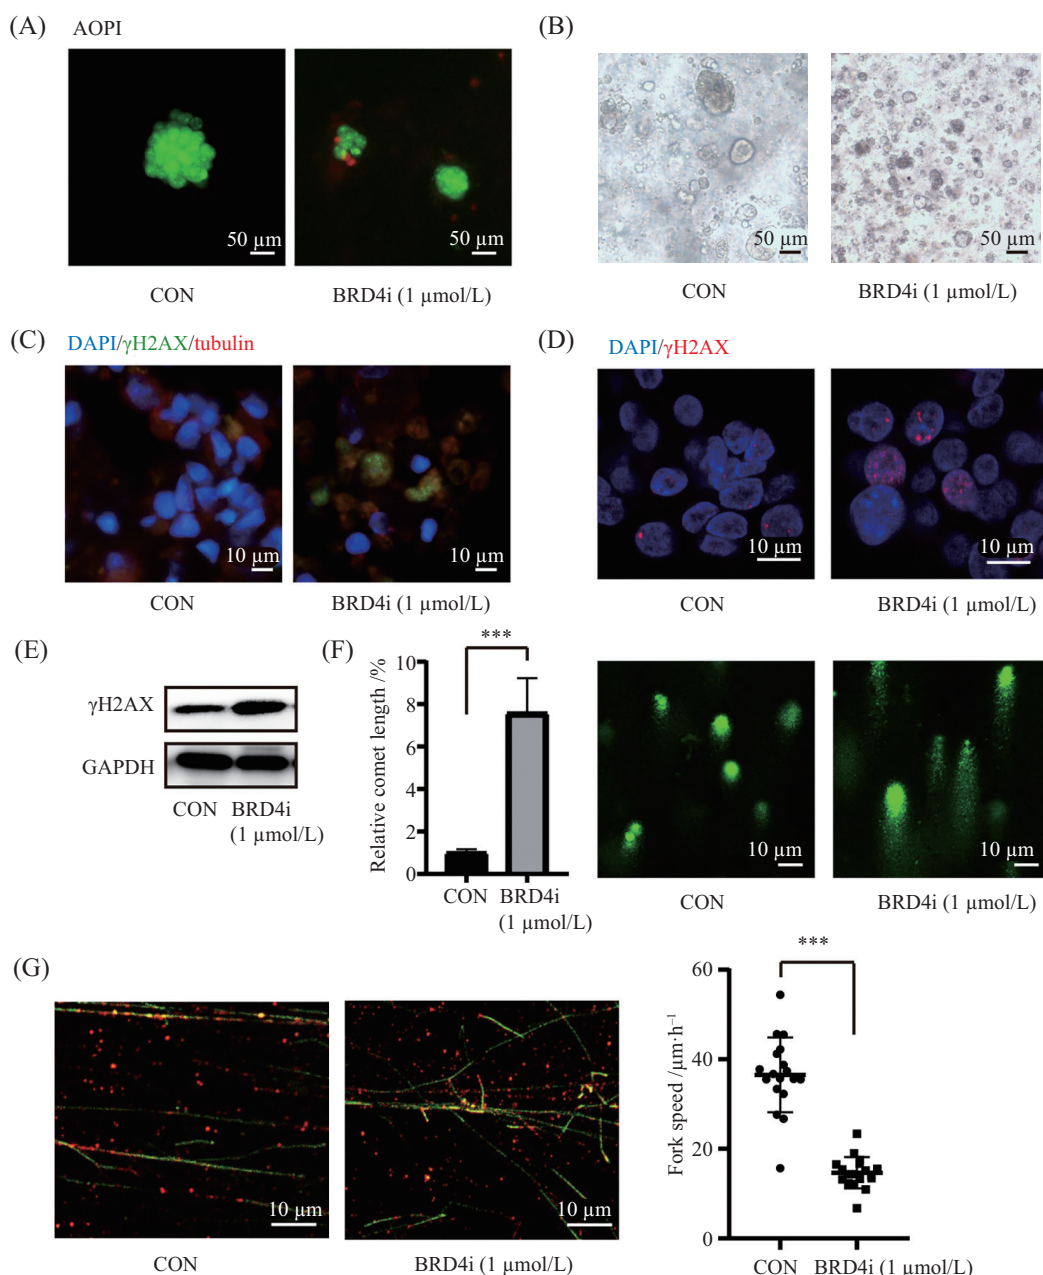 (A)
AOPI
50 µm
50 µm
CON
BRD4i (1 µmol/L)
(B)
50 µm
50 µm
CON
BRD4i (1 µmol/L)
(C)
DAPI/γH2AX/tubulin
10 µm
10 µm
CON
BRD4i (1 µmol/L)
(D)
DAPI/γH2AX
10 µm
10 µm
CON
BRD4i (1 µmol/L)
(E)
γH2AX
GAPDH
CON
BRD4i
(1 µmol/L)
(F)
Relative comet length /%
10
8
6
4
2
0
***
CON
BRD4i
(1 µmol/L)
10 µm
10 µm
CON
BRD4i (1 µmol/L)
(G)
10 µm
10 µm
CON
BRD4i (1 µmol/L)
Fork speed /µm·h⁻¹
60
40
20
0
***
CON
BRD4i (1 µmol/L)